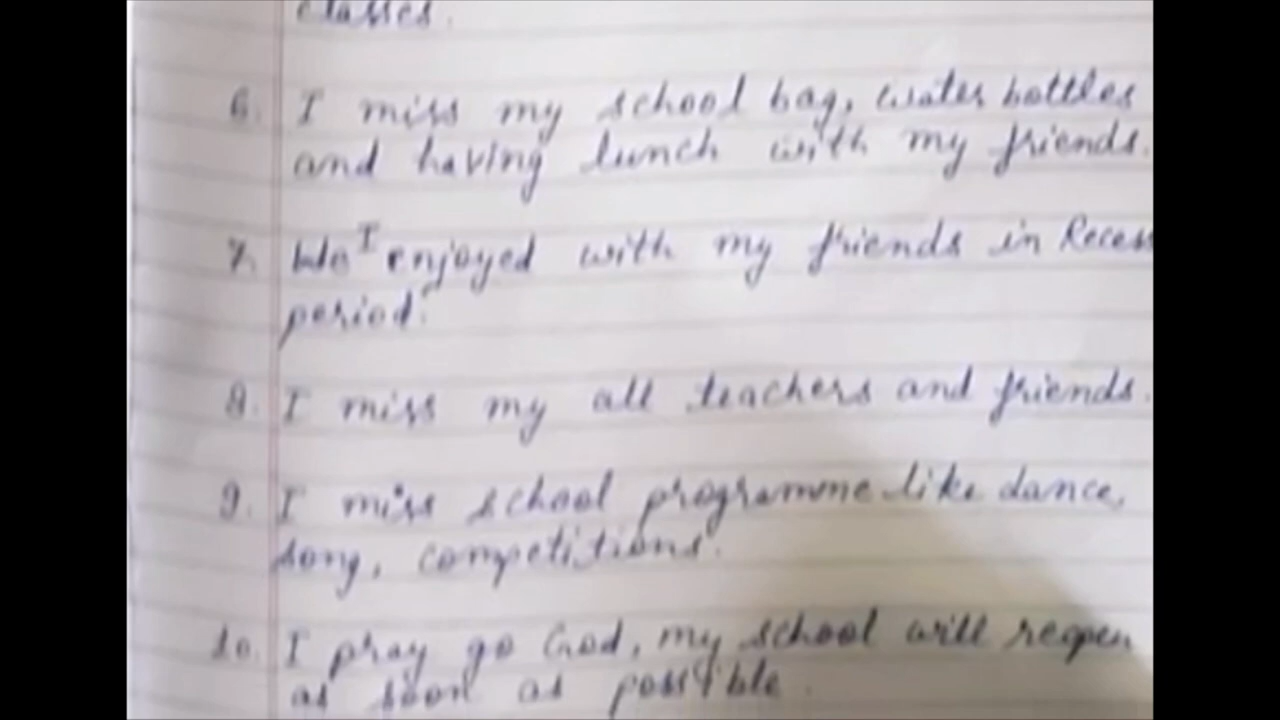 classes.
6. I miss my school bag, water bottles
and having lunch with my friends.
7. We I enjoyed with my friends in Recess
period.
8. I miss my all teachers and friends.
9. I miss school programme like dance,
song, competitions.
10. I pray go God, my school will reopen
as soon as possible.